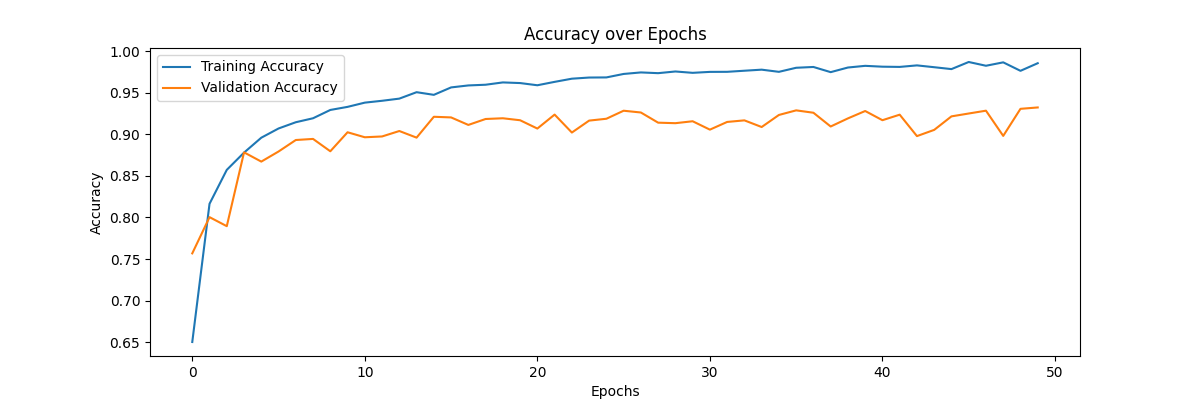 Accuracy over Epochs
Training Accuracy
Validation Accuracy
1.00
0.95
0.90
0.85
0.80
0.75
0.70
0.65
Accuracy
0 10 20 30 40 50
Epochs